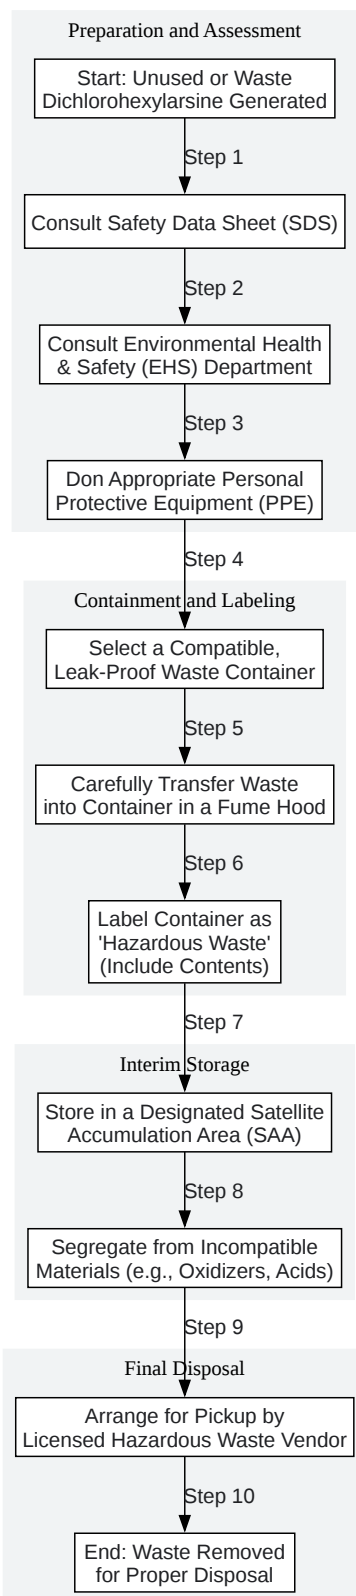 Preparation and Assessment
Start: Unused or Waste
Dichlorohexylarsine Generated
Step 1
Consult Safety Data Sheet (SDS)
Step 2
Consult Environmental Health
& Safety (EHS) Department
Step 3
Don Appropriate Personal
Protective Equipment (PPE)
Step 4
Containment and Labeling
Select a Compatible,
Leak-Proof Waste Container
Step 5
Carefully Transfer Waste
into Container in a Fume Hood
Step 6
Label Container as
'Hazardous Waste'
(Include Contents)
Step 7
Interim Storage
Store in a Designated Satellite
Accumulation Area (SAA)
Step 8
Segregate from Incompatible
Materials (e.g., Oxidizers, Acids)
Step 9
Final Disposal
Arrange for Pickup by
Licensed Hazardous Waste Vendor
Step 10
End: Waste Removed
for Proper Disposal